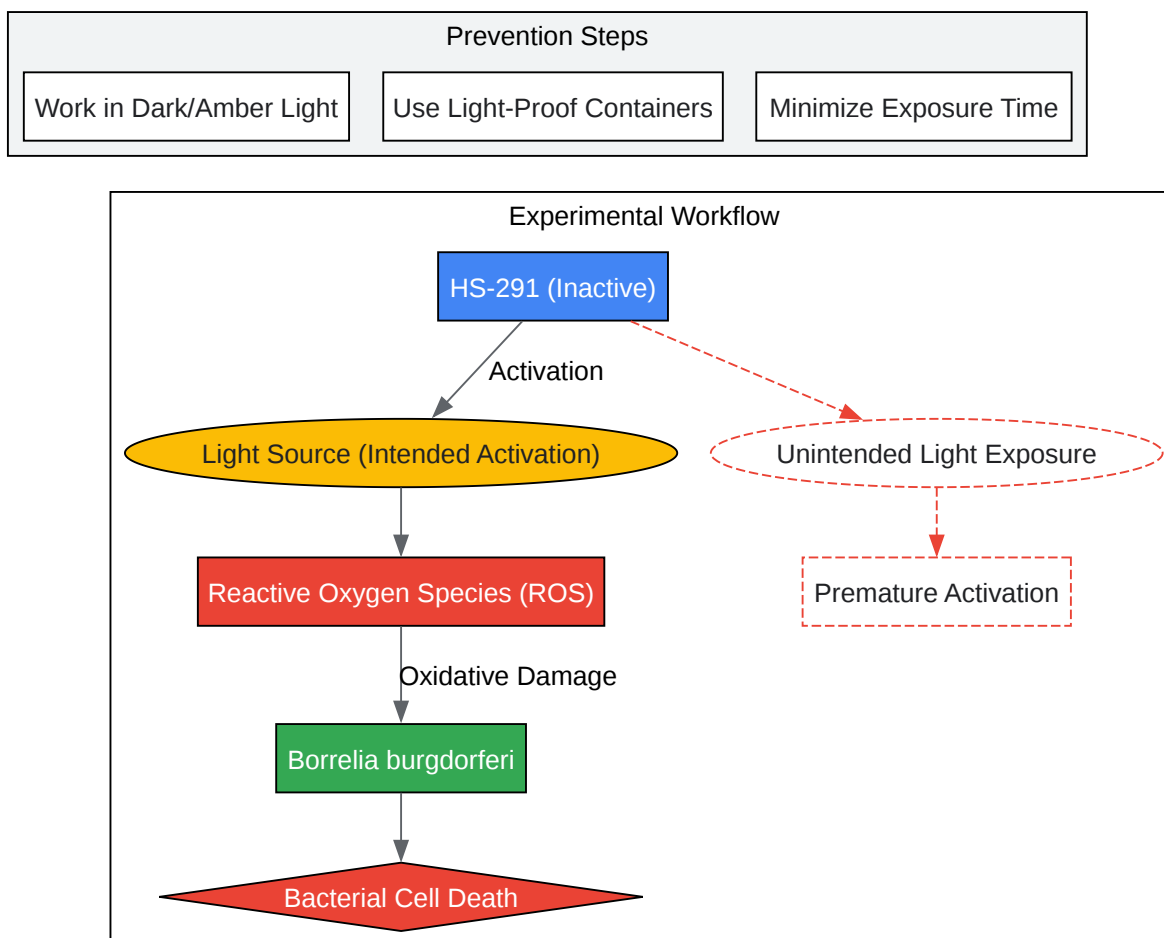 Prevention Steps
Work in Dark/Amber Light
Use Light-Proof Containers
Minimize Exposure Time
Experimental Workflow
HS-291 (Inactive)
Activation
Light Source (Intended Activation)
Unintended Light Exposure
Reactive Oxygen Species (ROS)
Premature Activation
Oxidative Damage
Borrelia burgdorferi
Bacterial Cell Death